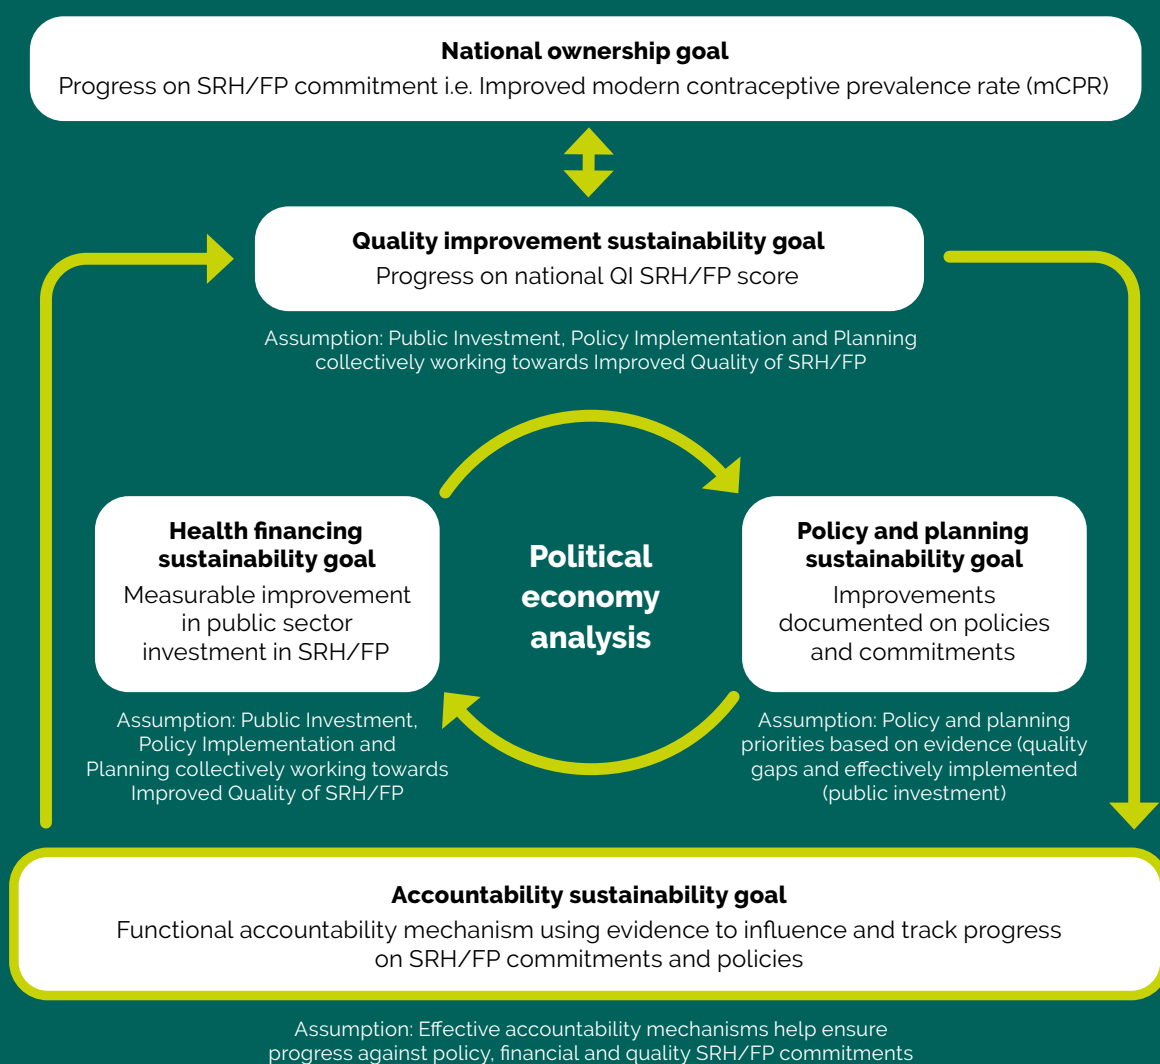 National ownership goal
Progress on SRH/FP commitment i.e. Improved modern contraceptive prevalence rate (mCPR)
Quality improvement sustainability goal
Progress on national QI SRH/FP score
Assumption: Public Investment, Policy Implementation and Planning
collectively working towards Improved Quality of SRH/FP
Health financing
sustainability goal
Measurable improvement
in public sector
investment in SRH/FP
Assumption: Public Investment,
Policy Implementation and
Planning collectively working towards
Improved Quality of SRH/FP
Political
economy
analysis
Policy and planning
sustainability goal
Improvements
documented on policies
and commitments
Assumption: Policy and planning
priorities based on evidence (quality
gaps and effectively implemented
(public investment)
Accountability sustainability goal
Functional accountability mechanism using evidence to influence and track progress
on SRH/FP commitments and policies
Assumption: Effective accountability mechanisms help ensure
progress against policy, financial and quality SRH/FP commitments